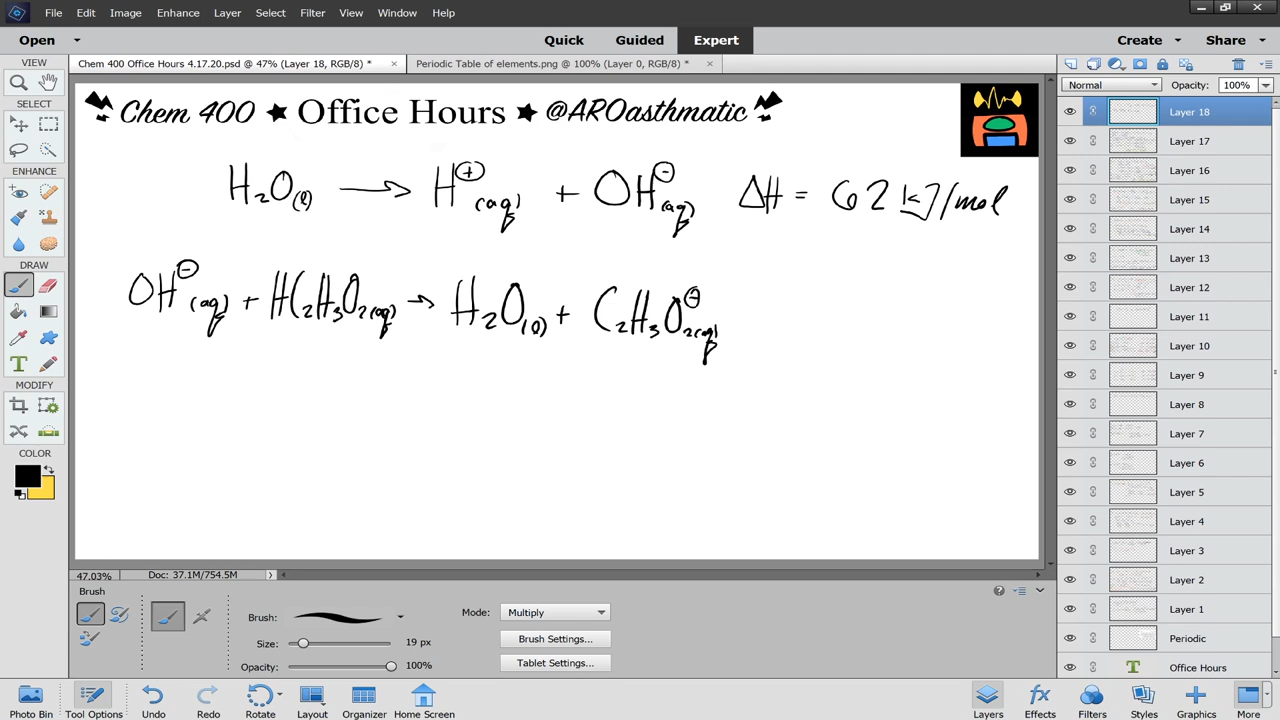 File Edit Image Enhance Layer Select Filter View Window Help
Open Quick Guided Expert Create Share
VIEW
Chem 400 Office Hours 4.17.20.psd @ 47% (Layer 18, RGB/8) * Periodic Table of elements.png @ 100% (Layer 0, RGB/8) *
Normal Opacity: 100%
Chem 400 ★ Office Hours ★ @AROasthmatic
H₂O(l) → H⊕(aq) + OH⊖(aq) ΔH = 62 kJ/mol
OH⊖(aq) + HC₂H₃O₂(aq) → H₂O(l) + C₂H₃O₂⊖(aq)
SELECT
ENHANCE
DRAW
MODIFY
COLOR
Layer 18
Layer 17
Layer 16
Layer 15
Layer 14
Layer 13
Layer 12
Layer 11
Layer 10
Layer 9
Layer 8
Layer 7
Layer 6
Layer 5
Layer 4
Layer 3
Layer 2
Layer 1
Periodic
Office Hours
47.03% Doc: 37.1M/754.5M
Brush
Brush:
Size: 19 px
Opacity: 100%
Mode: Multiply
Brush Settings...
Tablet Settings...
Photo Bin Tool Options Undo Redo Rotate Layout Organizer Home Screen Layers Effects Filters Styles Graphics More